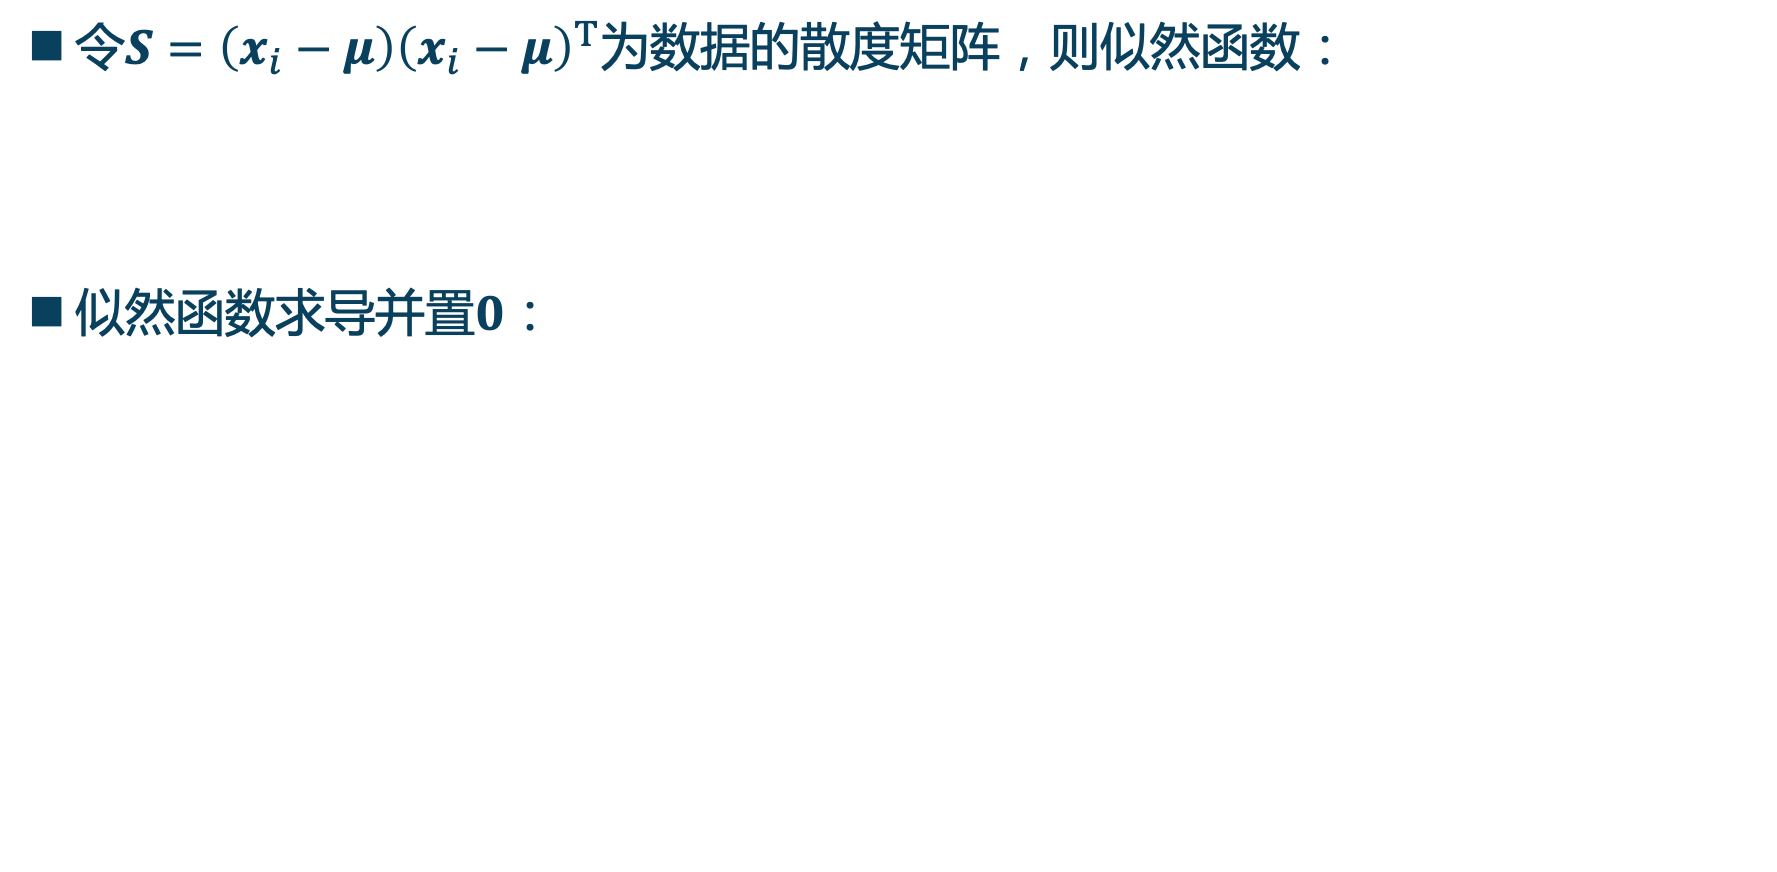 ■ 令𝑺 = (𝒙ᵢ − 𝝁)(𝒙ᵢ − 𝝁)ᵀ为数据的散度矩阵，则似然函数：
■ 似然函数求导并置0：